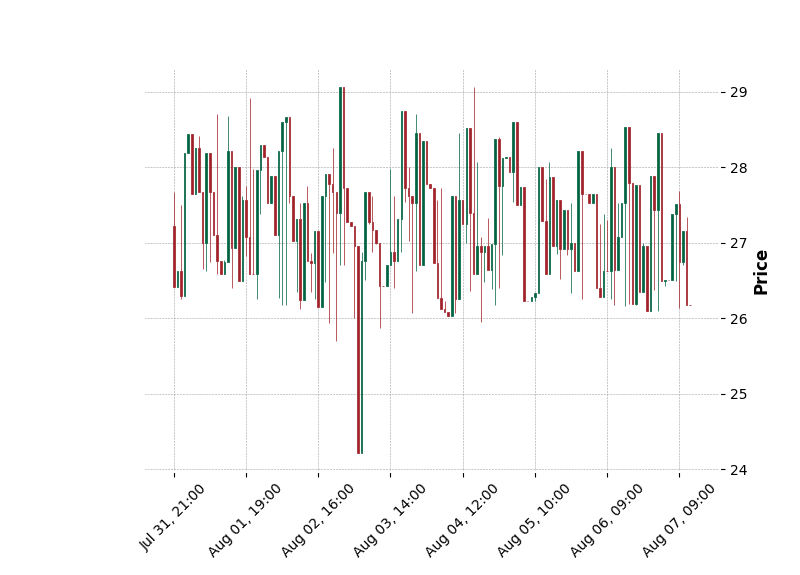 29
28
27
26
25
24
Price
Jul 31, 21:00
Aug 01, 19:00
Aug 02, 16:00
Aug 03, 14:00
Aug 04, 12:00
Aug 05, 10:00
Aug 06, 09:00
Aug 07, 09:00